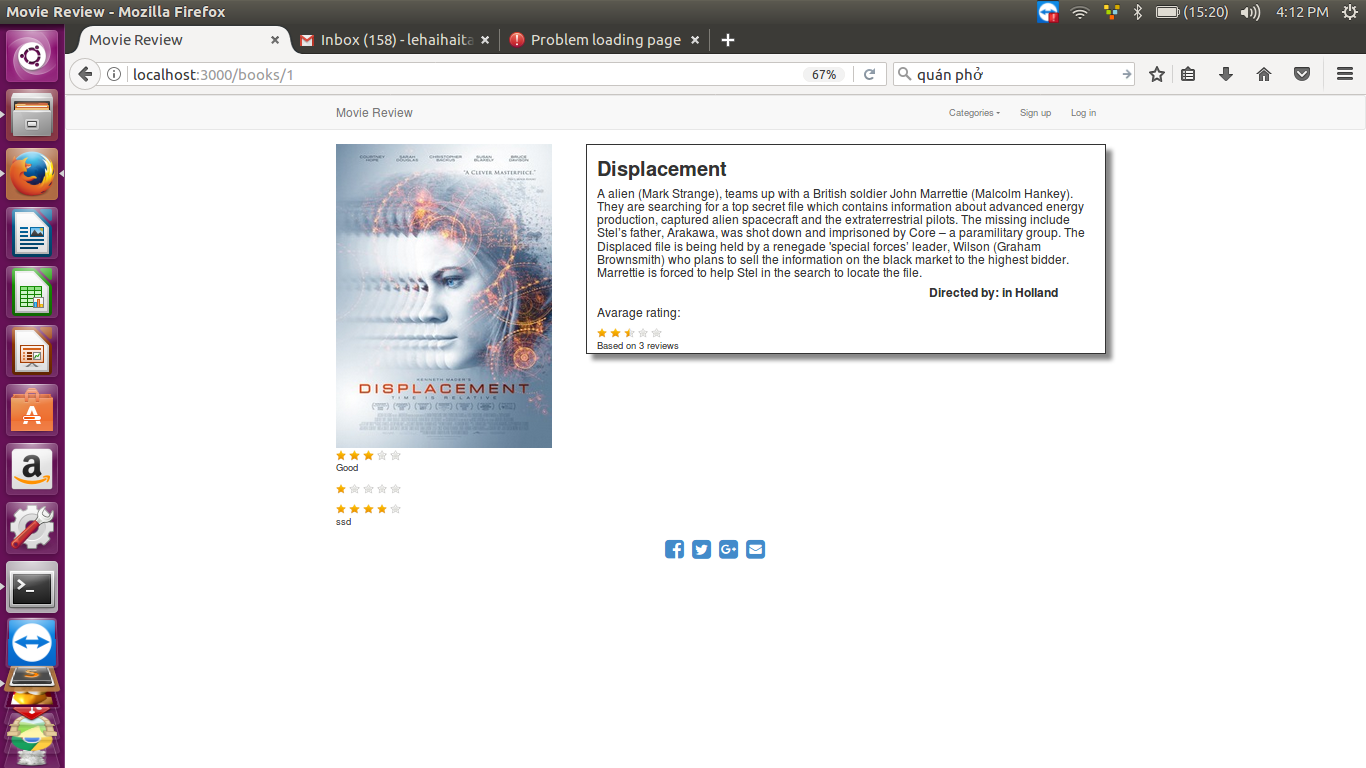 Movie Review - Mozilla Firefox
(15:20)
4:12 PM
Movie Review
Inbox (158) - lehaihaita
Problem loading page
localhost:3000/books/1
67%
quán phở
Movie Review
Categories
Sign up
Log in
COURTNEY HOPE
SARAH DOUGLAS
CHRISTOPHER BACKUS
SUSAN BLAKELY
BRUCE DAVISON
"A CLEVER MASTERPIECE."
KENNETH MADER'S
DISPLACEMENT
TIME IS RELATIVE
Displacement
A alien (Mark Strange), teams up with a British soldier John Marrettie (Malcolm Hankey).
They are searching for a top secret file which contains information about advanced energy
production, captured alien spacecraft and the extraterrestrial pilots. The missing include
Stel's father, Arakawa, was shot down and imprisoned by Core – a paramilitary group. The
Displaced file is being held by a renegade 'special forces' leader, Wilson (Graham
Brownsmith) who plans to sell the information on the black market to the highest bidder.
Marrettie is forced to help Stel in the search to locate the file.
Directed by: in Holland
Avarage rating:
Based on 3 reviews
Good
ssd